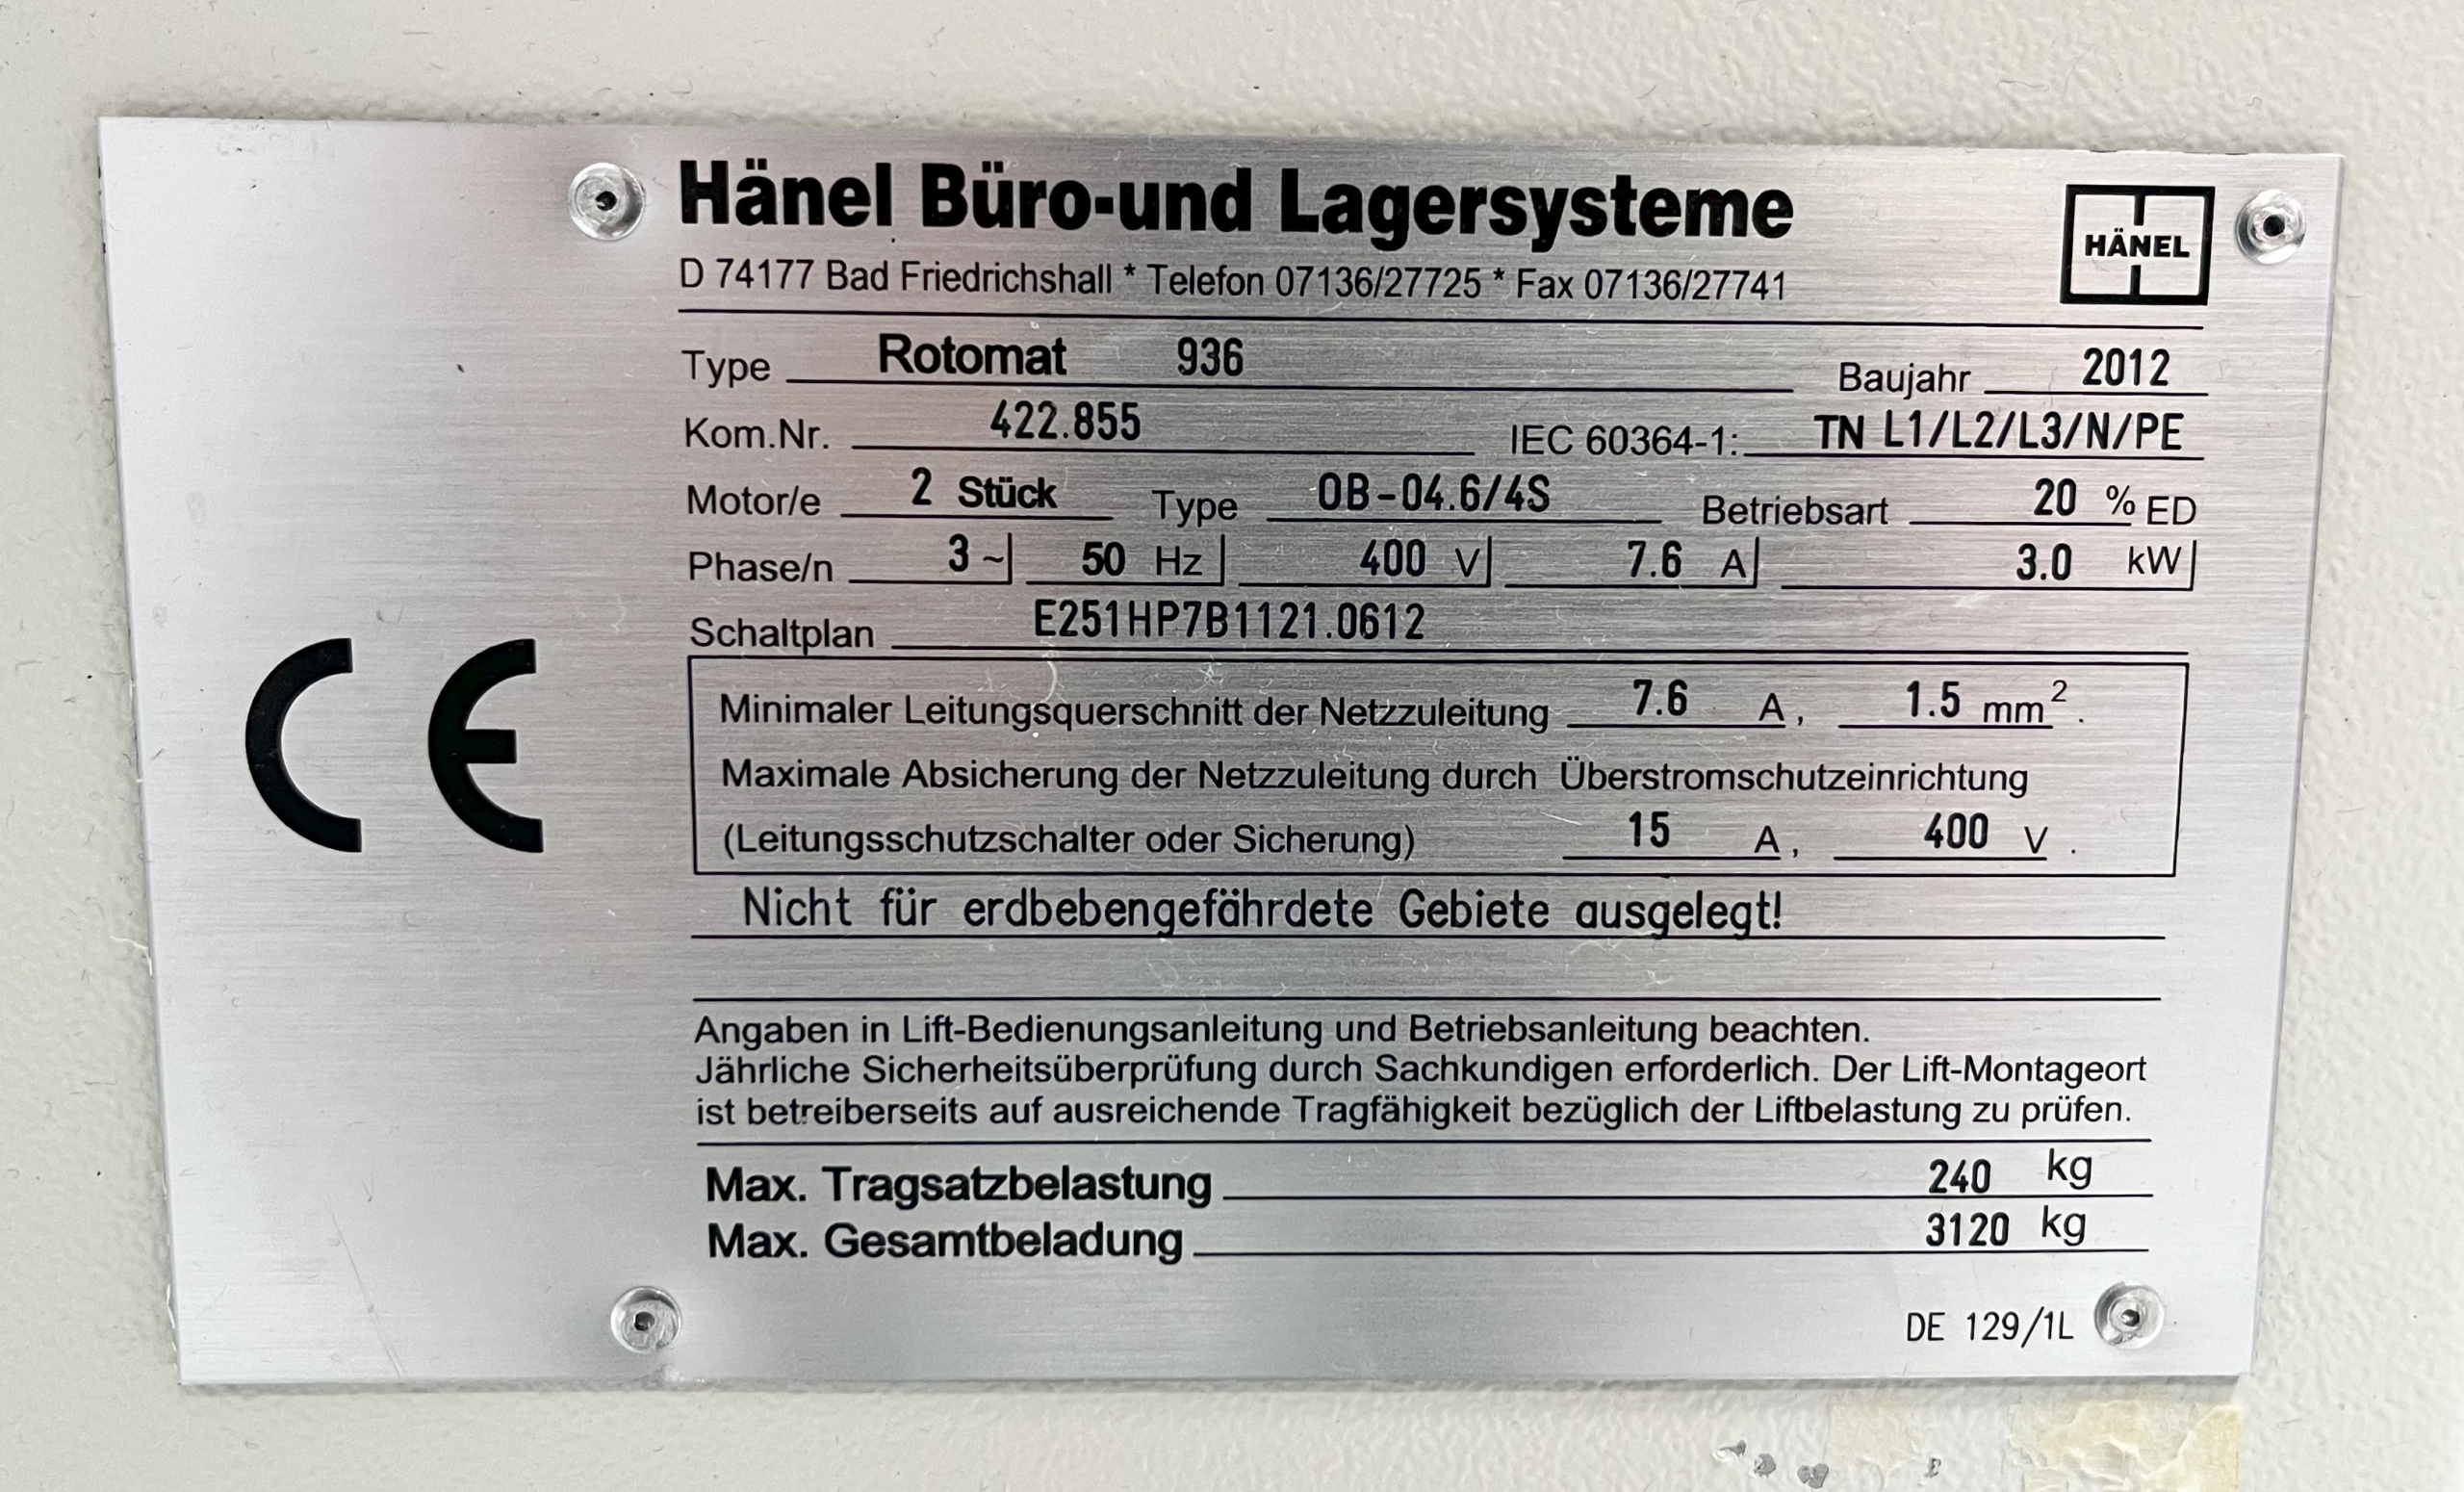 Hänel Büro-und Lagersysteme
HÄNEL
D 74177 Bad Friedrichshall * Telefon 07136/27725 * Fax 07136/27741
Type Rotomat 936 Baujahr 2012
Kom.Nr. 422.855 IEC 60364-1: TN L1/L2/L3/N/PE
Motor/e 2 Stück Type OB-04.6/4S Betriebsart 20 % ED
Phase/n 3 ~ 50 Hz 400 V 7.6 A 3.0 kW
Schaltplan E251HP7B1121.0612
CE
Minimaler Leitungsquerschnitt der Netzzuleitung 7.6 A, 1.5 mm².
Maximale Absicherung der Netzzuleitung durch Überstromschutzeinrichtung
(Leitungsschutzschalter oder Sicherung) 15 A, 400 V.
Nicht für erdbebengefährdete Gebiete ausgelegt!
Angaben in Lift-Bedienungsanleitung und Betriebsanleitung beachten.
Jährliche Sicherheitsüberprüfung durch Sachkundigen erforderlich. Der Lift-Montageort
ist betreiberseits auf ausreichende Tragfähigkeit bezüglich der Liftbelastung zu prüfen.
Max. Tragsatzbelastung 240 kg
Max. Gesamtbeladung 3120 kg
DE 129/1L